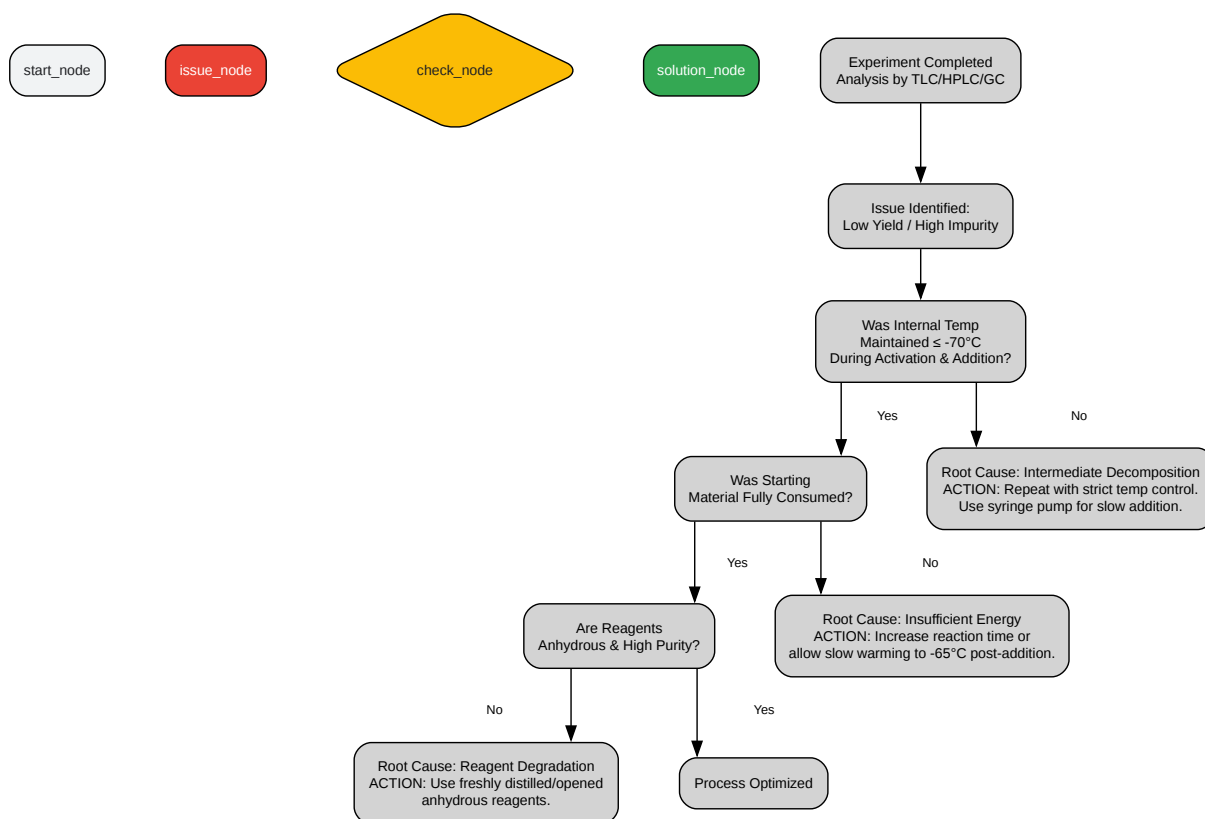 start_node
issue_node
check_node
solution_node
Experiment Completed
Analysis by TLC/HPLC/GC
Issue Identified:
Low Yield / High Impurity
Was Internal Temp
Maintained ≤ -70°C
During Activation & Addition?
Yes
No
Was Starting
Material Fully Consumed?
Root Cause: Intermediate Decomposition
ACTION: Repeat with strict temp control.
Use syringe pump for slow addition.
Yes
No
Are Reagents
Anhydrous & High Purity?
Root Cause: Insufficient Energy
ACTION: Increase reaction time or
allow slow warming to -65°C post-addition.
No
Yes
Root Cause: Reagent Degradation
ACTION: Use freshly distilled/opened
anhydrous reagents.
Process Optimized